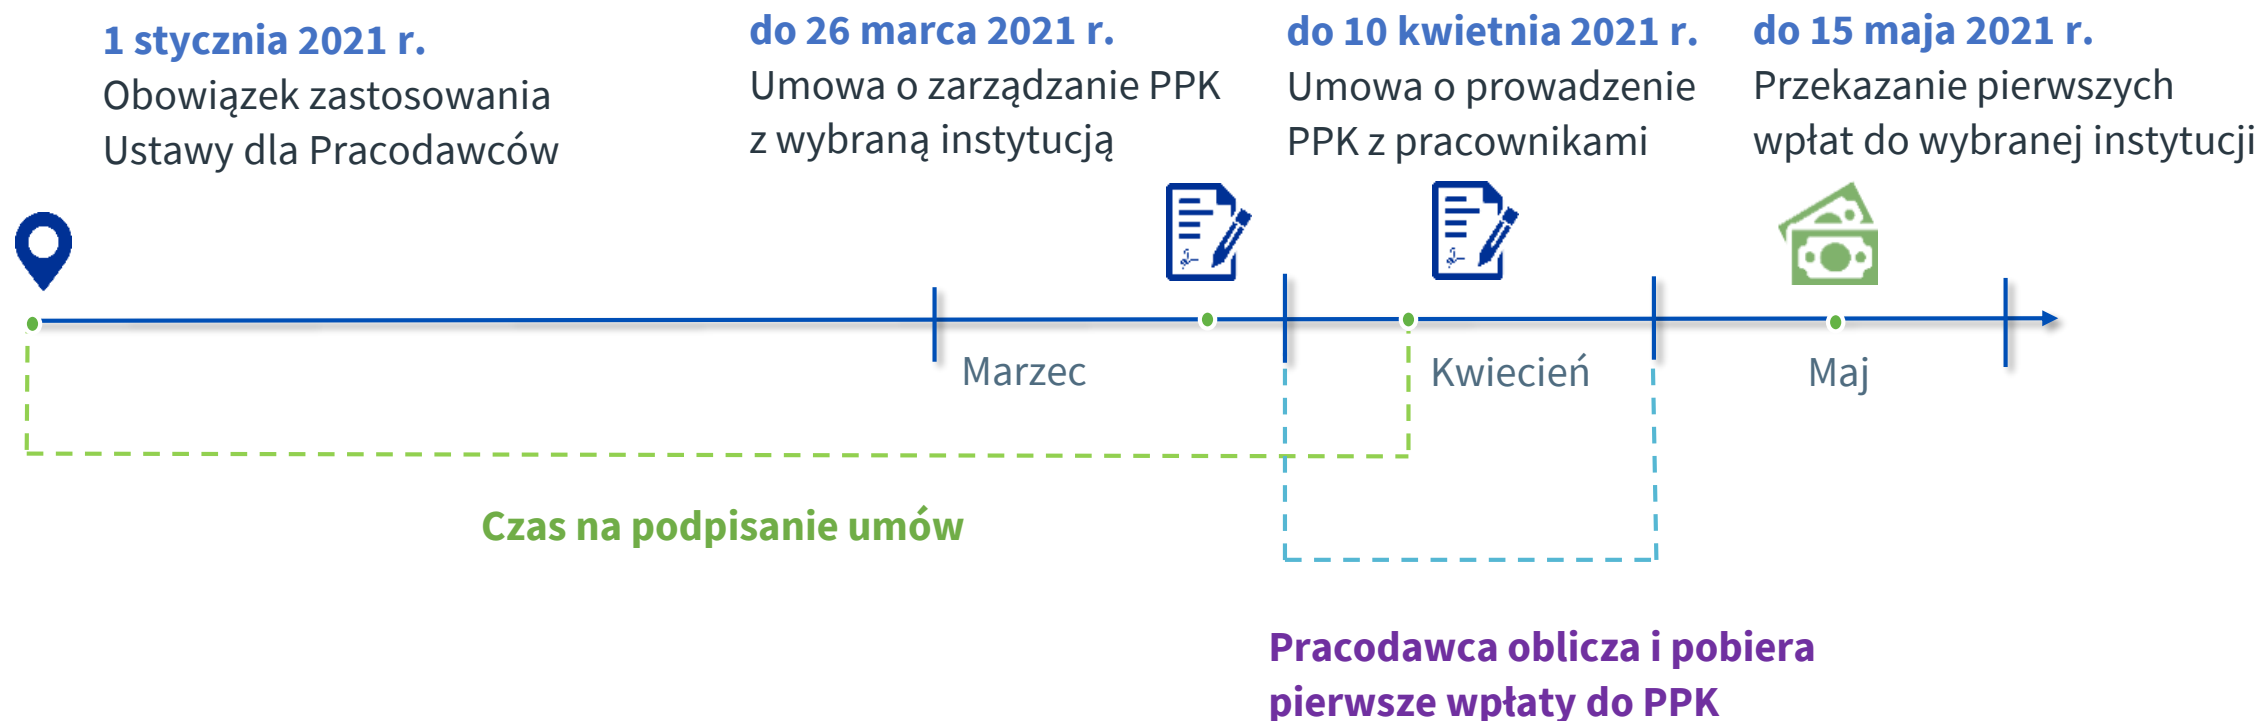 1 stycznia 2021 r.
Obowiązek zastosowania
Ustawy dla Pracodawców
do 26 marca 2021 r.
Umowa o zarządzanie PPK
z wybraną instytucją
do 10 kwietnia 2021 r.
Umowa o prowadzenie
PPK z pracownikami
do 15 maja 2021 r.
Przekazanie pierwszych
wpłat do wybranej instytucji
Marzec
Kwiecień
Maj
Czas na podpisanie umów
Pracodawca oblicza i pobiera
pierwsze wpłaty do PPK